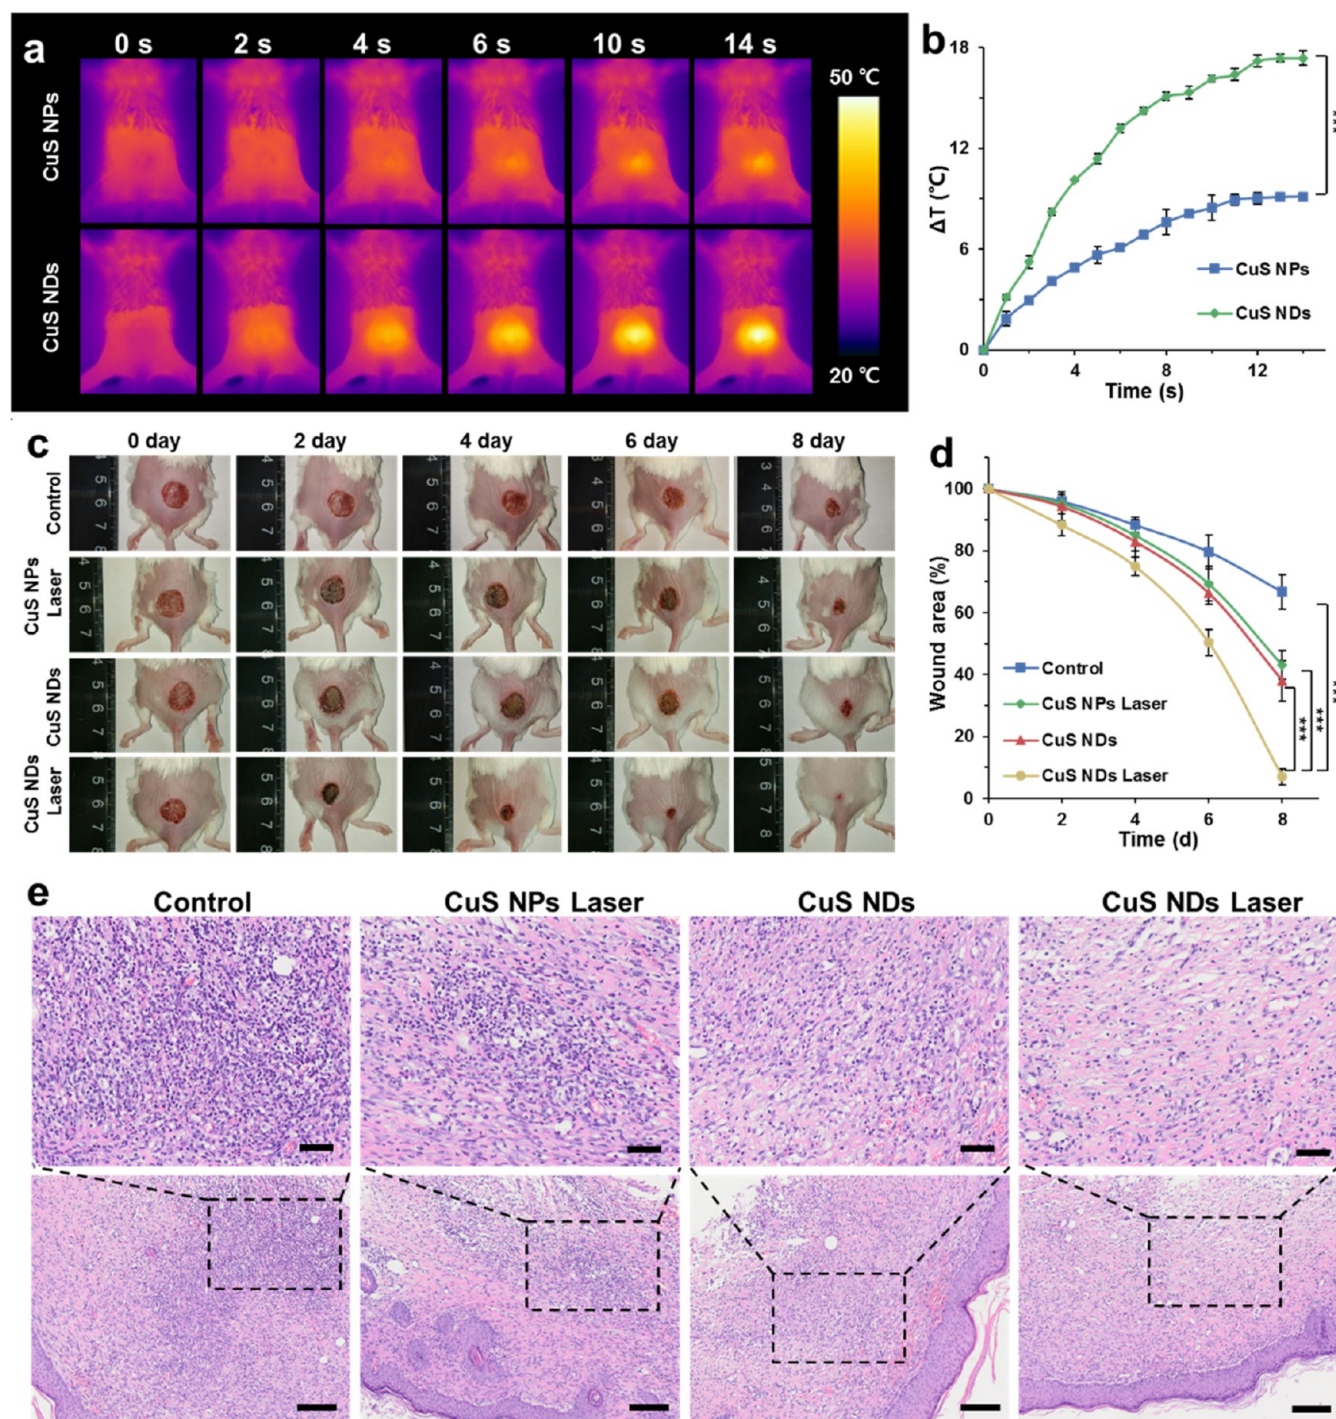 a
0 s 2 s 4 s 6 s 10 s 14 s
CuS NPs
CuS NDs
50 ℃
20 ℃
b
18
12
6
0
ΔT (℃)
0 4 8 12
Time (s)
CuS NPs
CuS NDs
***
c
0 day 2 day 4 day 6 day 8 day
Control
CuS NPs
Laser
CuS NDs
CuS NDs
Laser
d
100
80
60
40
20
0
Wound area (%)
0 2 4 6 8
Time (d)
Control
CuS NPs Laser
CuS NDs
CuS NDs Laser
***
***
***
e
Control CuS NPs Laser CuS NDs CuS NDs Laser